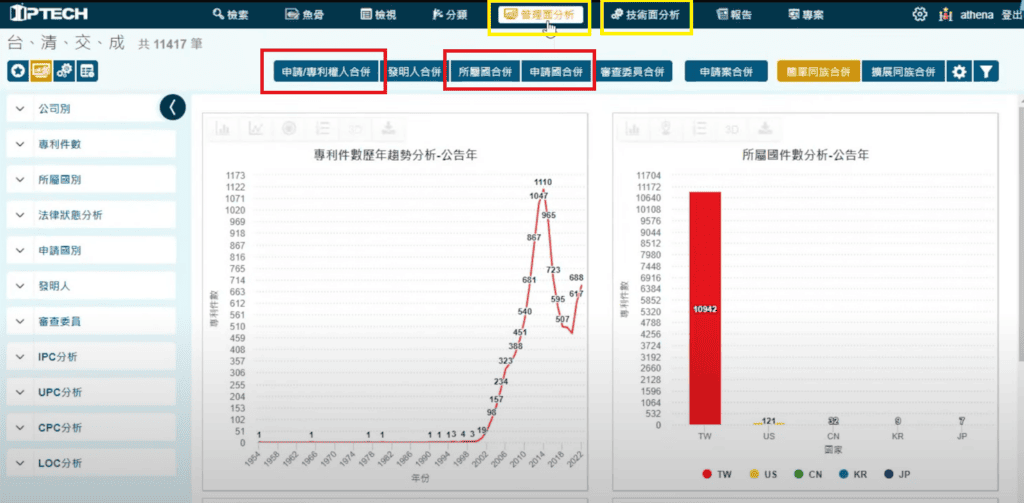 IPTECH
檢索
魚骨
檢視
分類
管理面分析
技術面分析
報告
專案
athena
登出
台、清、交、成 共 11417 筆
申請/專利權人合併
發明人合併
所屬國合併
申請國合併
審查委員合併
申請案合併
簡單同族合併
擴展同族合併
公司別
專利件數
所屬國別
法律狀態分析
申請國別
發明人
審查委員
IPC分析
UPC分析
CPC分析
LOC分析
3D
專利件數歷年趨勢分析-公告年
專利件數
1173
1122
1071
1020
969
918
867
816
765
714
663
612
561
510
459
408
357
306
255
204
153
102
51
0
1 1 1 1 1 1 1 3 4 3 19
98
157
234
323
388
451
540
681
867
1047
1110
965
723
595
507
617
688
1954 1958 1962 1966 1970 1974 1978 1982 1986 1990 1994 1998 2002 2006 2010 2014 2018 2022
年份
3D
所屬國件數分析-公告年
專利件數
11704
11172
10640
10108
9576
9044
8512
7980
7448
6916
6384
5852
5320
4788
4256
3724
3192
2660
2128
1596
1064
532
0
10942
121
7
TW US CN KR JP
國家
TW US CN KR JP